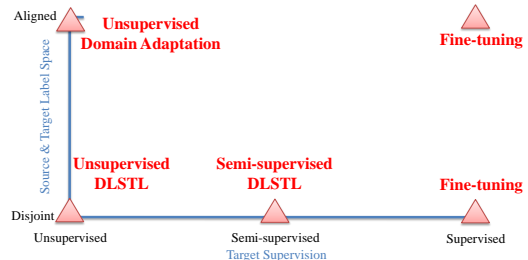 Aligned
Unsupervised
Domain Adaptation
Fine-tuning
Source & Target Label Space
Unsupervised
DLSTL
Semi-supervised
DLSTL
Fine-tuning
Disjoint
Unsupervised
Semi-supervised
Supervised
Target Supervision